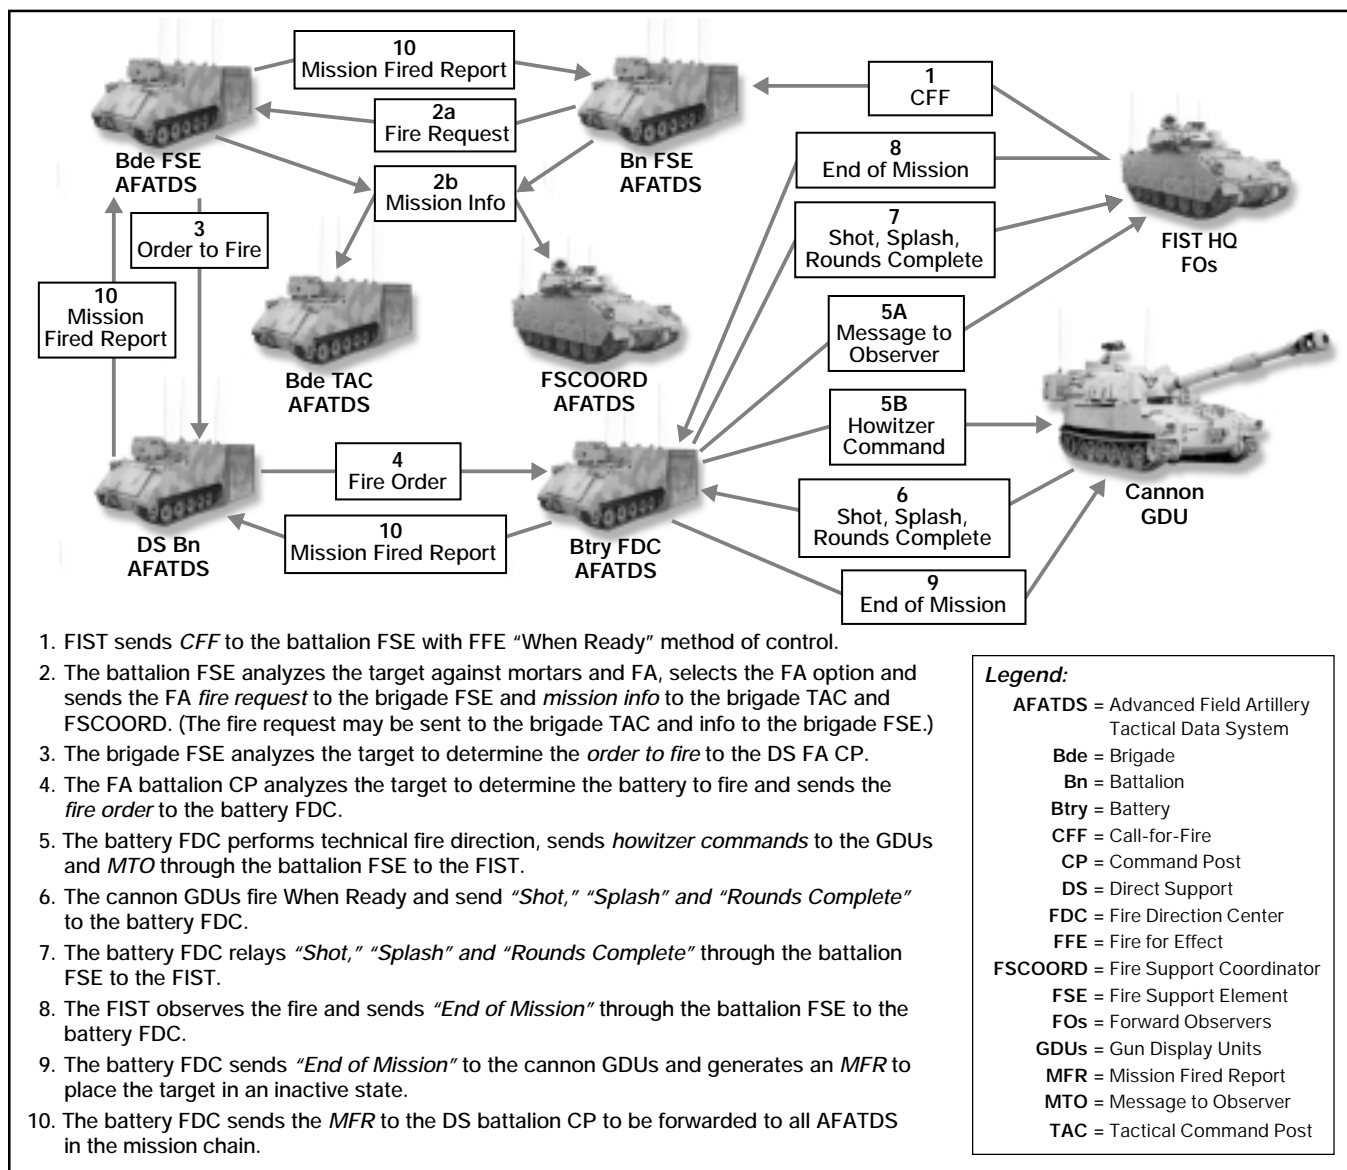 10
Mission Fired Report
1
CFF
2a
Fire Request
Bde FSE
AFATDS
Bn FSE
AFATDS
8
End of Mission
2b
Mission Info
3
Order to Fire
7
Shot, Splash,
Rounds Complete
FIST HQ
FOs
10
Mission
Fired Report
5A
Message to
Observer
Bde TAC
AFATDS
FSCOORD
AFATDS
5B
Howitzer
Command
4
Fire Order
Cannon
GDU
6
Shot, Splash,
Rounds Complete
10
Mission Fired Report
DS Bn
AFATDS
Btry FDC
AFATDS
9
End of Mission
1. FIST sends CFF to the battalion FSE with FFE “When Ready” method of control.
2. The battalion FSE analyzes the target against mortars and FA, selects the FA option and
sends the FA fire request to the brigade FSE and mission info to the brigade TAC and
FSCOORD. (The fire request may be sent to the brigade TAC and info to the brigade FSE.)
3. The brigade FSE analyzes the target to determine the order to fire to the DS FA CP.
4. The FA battalion CP analyzes the target to determine the battery to fire and sends the
fire order to the battery FDC.
5. The battery FDC performs technical fire direction, sends howitzer commands to the GDUs
and MTO through the battalion FSE to the FIST.
6. The cannon GDUs fire When Ready and send “Shot,” “Splash” and “Rounds Complete”
to the battery FDC.
7. The battery FDC relays “Shot,” “Splash” and “Rounds Complete” through the battalion
FSE to the FIST.
8. The FIST observes the fire and sends “End of Mission” through the battalion FSE to the
battery FDC.
9. The battery FDC sends “End of Mission” to the cannon GDUs and generates an MFR to
place the target in an inactive state.
10. The battery FDC sends the MFR to the DS battalion CP to be forwarded to all AFATDS
in the mission chain.
Legend:
AFATDS = Advanced Field Artillery
Tactical Data System
Bde = Brigade
Bn = Battalion
Btry = Battery
CFF = Call-for-Fire
CP = Command Post
DS = Direct Support
FDC = Fire Direction Center
FFE = Fire for Effect
FSCOORD = Fire Support Coordinator
FSE = Fire Support Element
FOs = Forward Observers
GDUs = Gun Display Units
MFR = Mission Fired Report
MTO = Message to Observer
TAC = Tactical Command Post